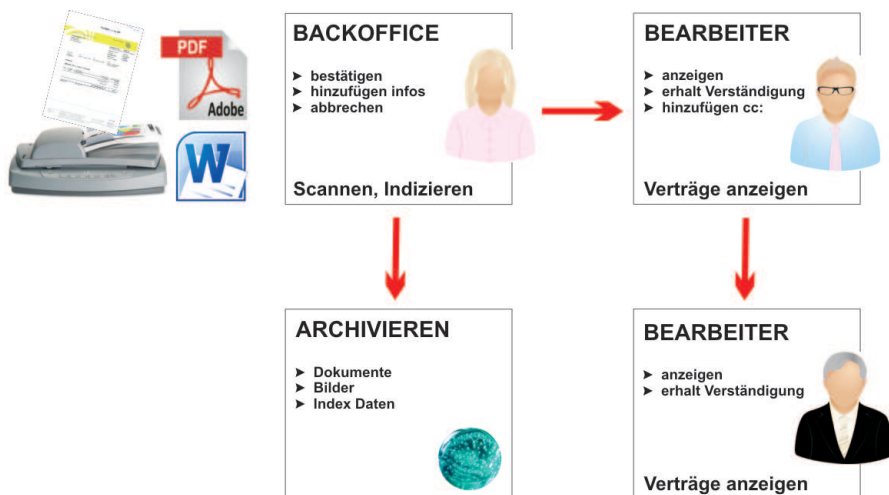 PDF
Adobe
W
BACKOFFICE
➤ bestätigen
➤ hinzufügen infos
➤ abbrechen
Scannen, Indizieren
BEARBEITER
➤ anzeigen
➤ erhalt Verständigung
➤ hinzufügen cc:
Verträge anzeigen
ARCHIVIEREN
➤ Dokumente
➤ Bilder
➤ Index Daten
BEARBEITER
➤ anzeigen
➤ erhalt Verständigung
Verträge anzeigen